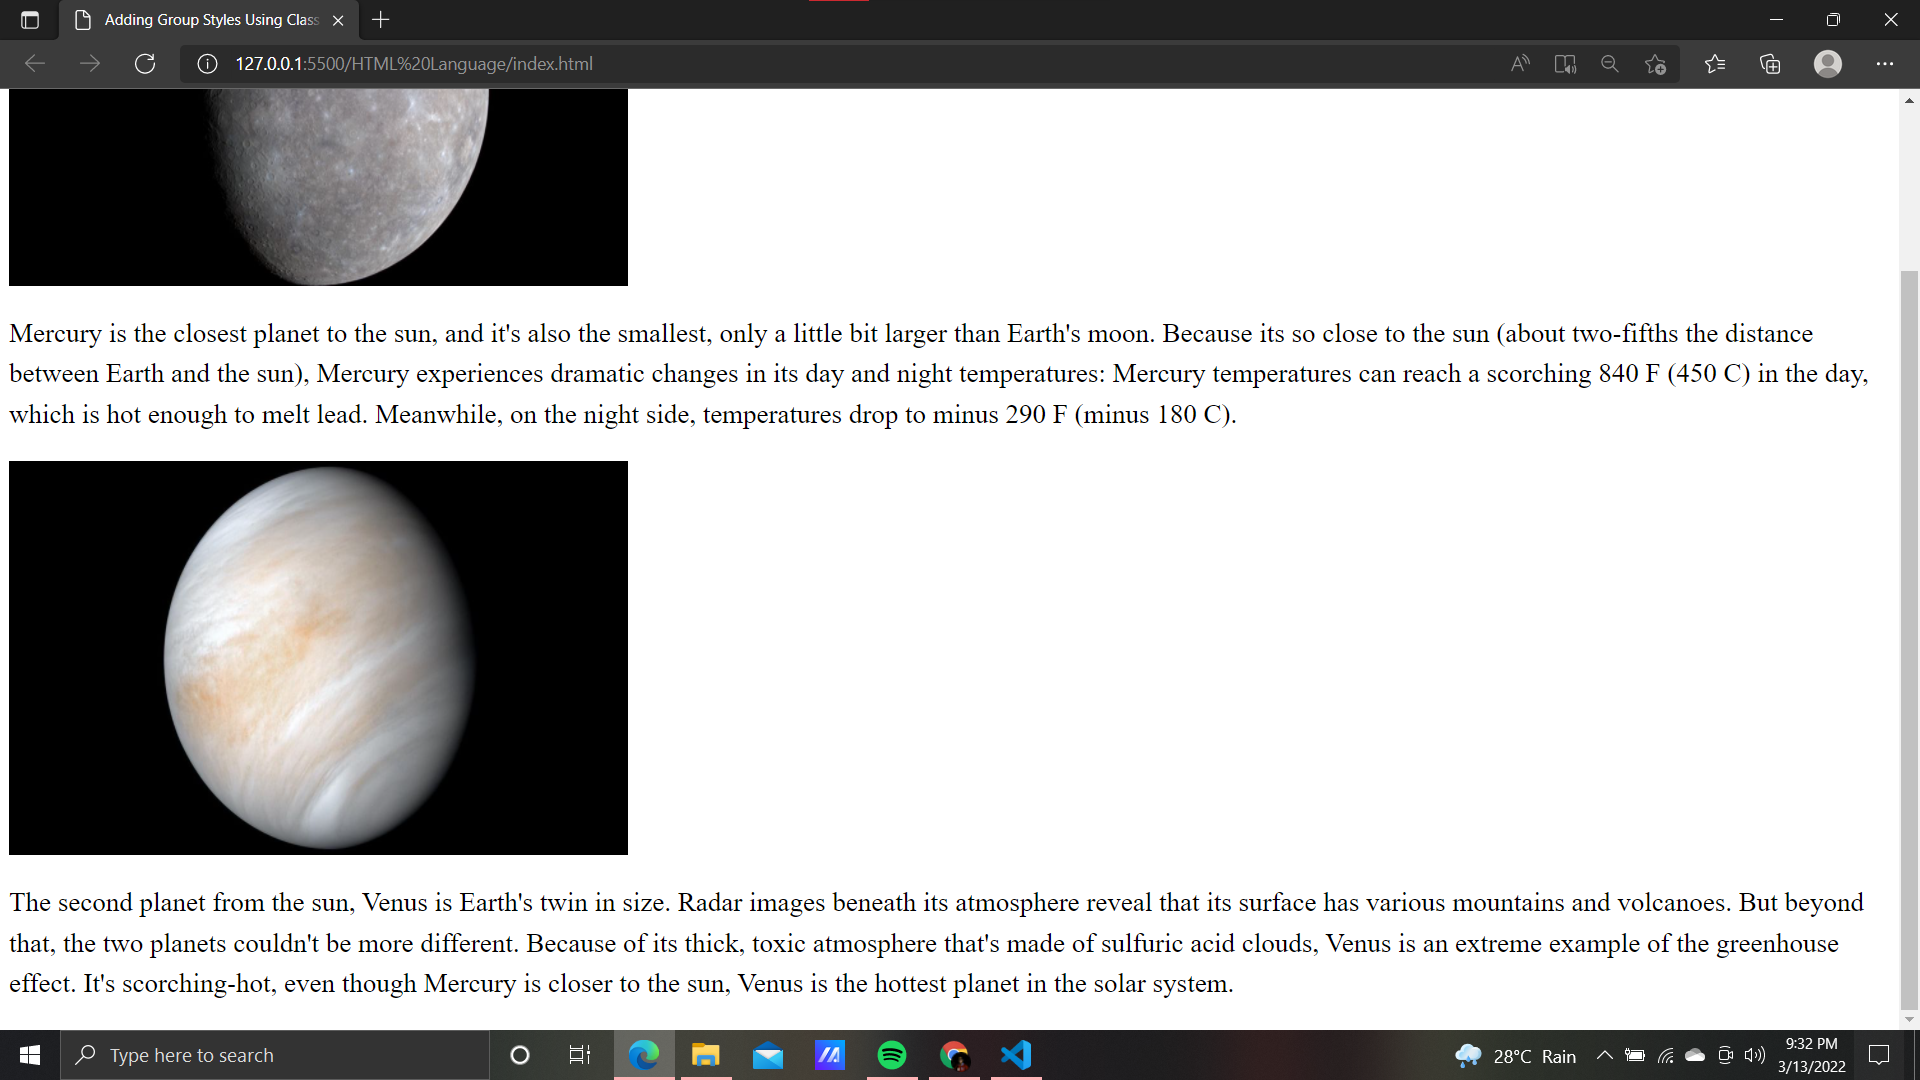 Adding Group Styles Using Class
127.0.0.1:5500/HTML%20Language/index.html
Mercury is the closest planet to the sun, and it's also the smallest, only a little bit larger than Earth's moon. Because its so close to the sun (about two-fifths the distance
between Earth and the sun), Mercury experiences dramatic changes in its day and night temperatures: Mercury temperatures can reach a scorching 840 F (450 C) in the day,
which is hot enough to melt lead. Meanwhile, on the night side, temperatures drop to minus 290 F (minus 180 C).
The second planet from the sun, Venus is Earth's twin in size. Radar images beneath its atmosphere reveal that its surface has various mountains and volcanoes. But beyond
that, the two planets couldn't be more different. Because of its thick, toxic atmosphere that's made of sulfuric acid clouds, Venus is an extreme example of the greenhouse
effect. It's scorching-hot, even though Mercury is closer to the sun, Venus is the hottest planet in the solar system.
Type here to search
28°C Rain
9:32 PM
3/13/2022